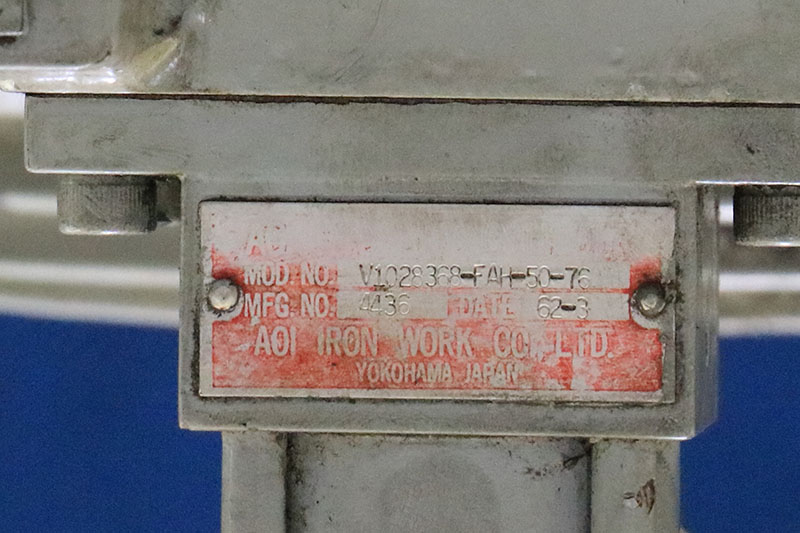 AOI
MOD. NO. V1028368-FAH-50-76
MFG. NO. 4436 DATE 62-3
AOI IRON WORK CO., LTD.
YOKOHAMA, JAPAN